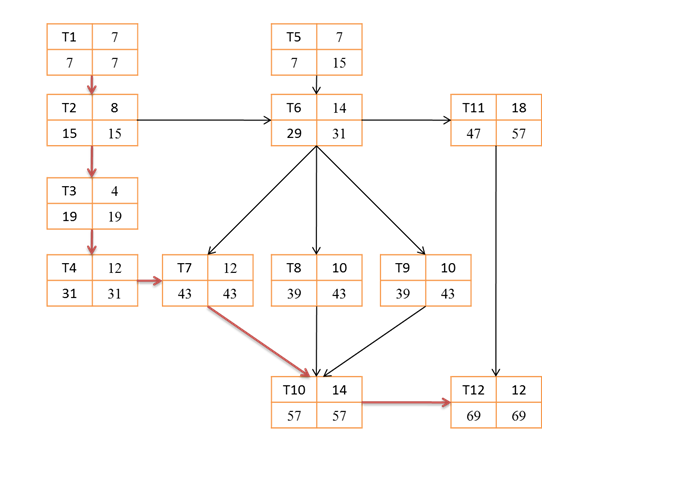 T1 7 T5 7
7 7 7 15
T2 8 T6 14 T11 18
15 15 29 31 47 57
T3 4
19 19
T4 12 T7 12 T8 10 T9 10
31 31 43 43 39 43 39 43
T10 14 T12 12
57 57 69 69